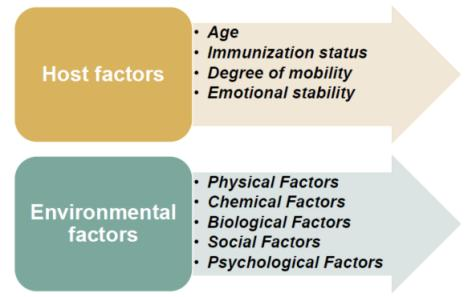 Host factors
• Age
• Immunization status
• Degree of mobility
• Emotional stability
Environmental
factors
• Physical Factors
• Chemical Factors
• Biological Factors
• Social Factors
• Psychological Factors